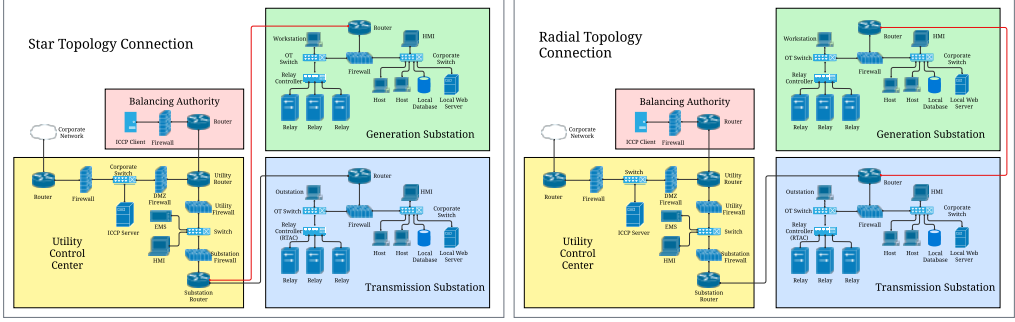 Star Topology Connection
Router
Workstation
HMI
OT
Switch
Corporate
Switch
Firewall
Relay
Controller
Host
Host
Local
Database
Local Web
Server
Relay
Relay
Relay
Generation Substation
Balancing Authority
Router
ICCP Client
Firewall
Corporate
Network
Router
Firewall
Corporate
Switch
DMZ
Firewall
Utility
Router
ICCP Server
EMS
Utility
Firewall
Switch
HMI
Substation
Firewall
Substation
Router
Utility
Control
Center
Router
Outstation
HMI
OT Switch
Corporate
Switch
Firewall
Relay
Controller
(RTAC)
Host
Host
Local
Database
Local Web
Server
Relay
Relay
Relay
Transmission Substation
Radial Topology
Connection
Router
Workstation
HMI
OT Switch
Corporate
Switch
Firewall
Relay
Controller
Host
Host
Local
Database
Local Web
Server
Relay
Relay
Relay
Generation Substation
Balancing Authority
Router
ICCP Client
Firewall
Corporate
Network
Router
Firewall
Switch
DMZ
Firewall
Utility
Router
ICCP Server
EMS
Utility
Firewall
Switch
HMI
Substation
Firewall
Substation
Router
Utility
Control
Center
Router
Outstation
HMI
OT Switch
Corporate
Switch
Firewall
Relay
Controller
(RTAC)
Host
Host
Local
Database
Local Web
Server
Relay
Relay
Relay
Transmission Substation